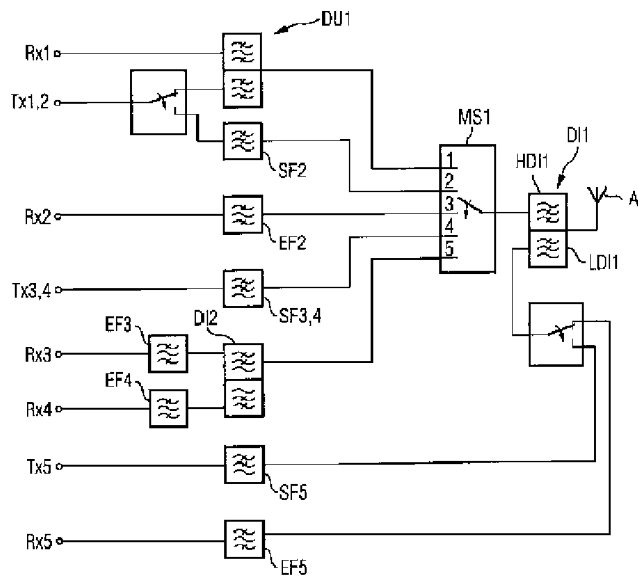 DU1
Rx1
Tx1,2
MS1
1
2
3
4
5
HDI1
DI1
A
LDI1
SF2
Rx2
EF2
Tx3,4
SF3,4
EF3
DI2
Rx3
EF4
Rx4
Tx5
SF5
Rx5
EF5